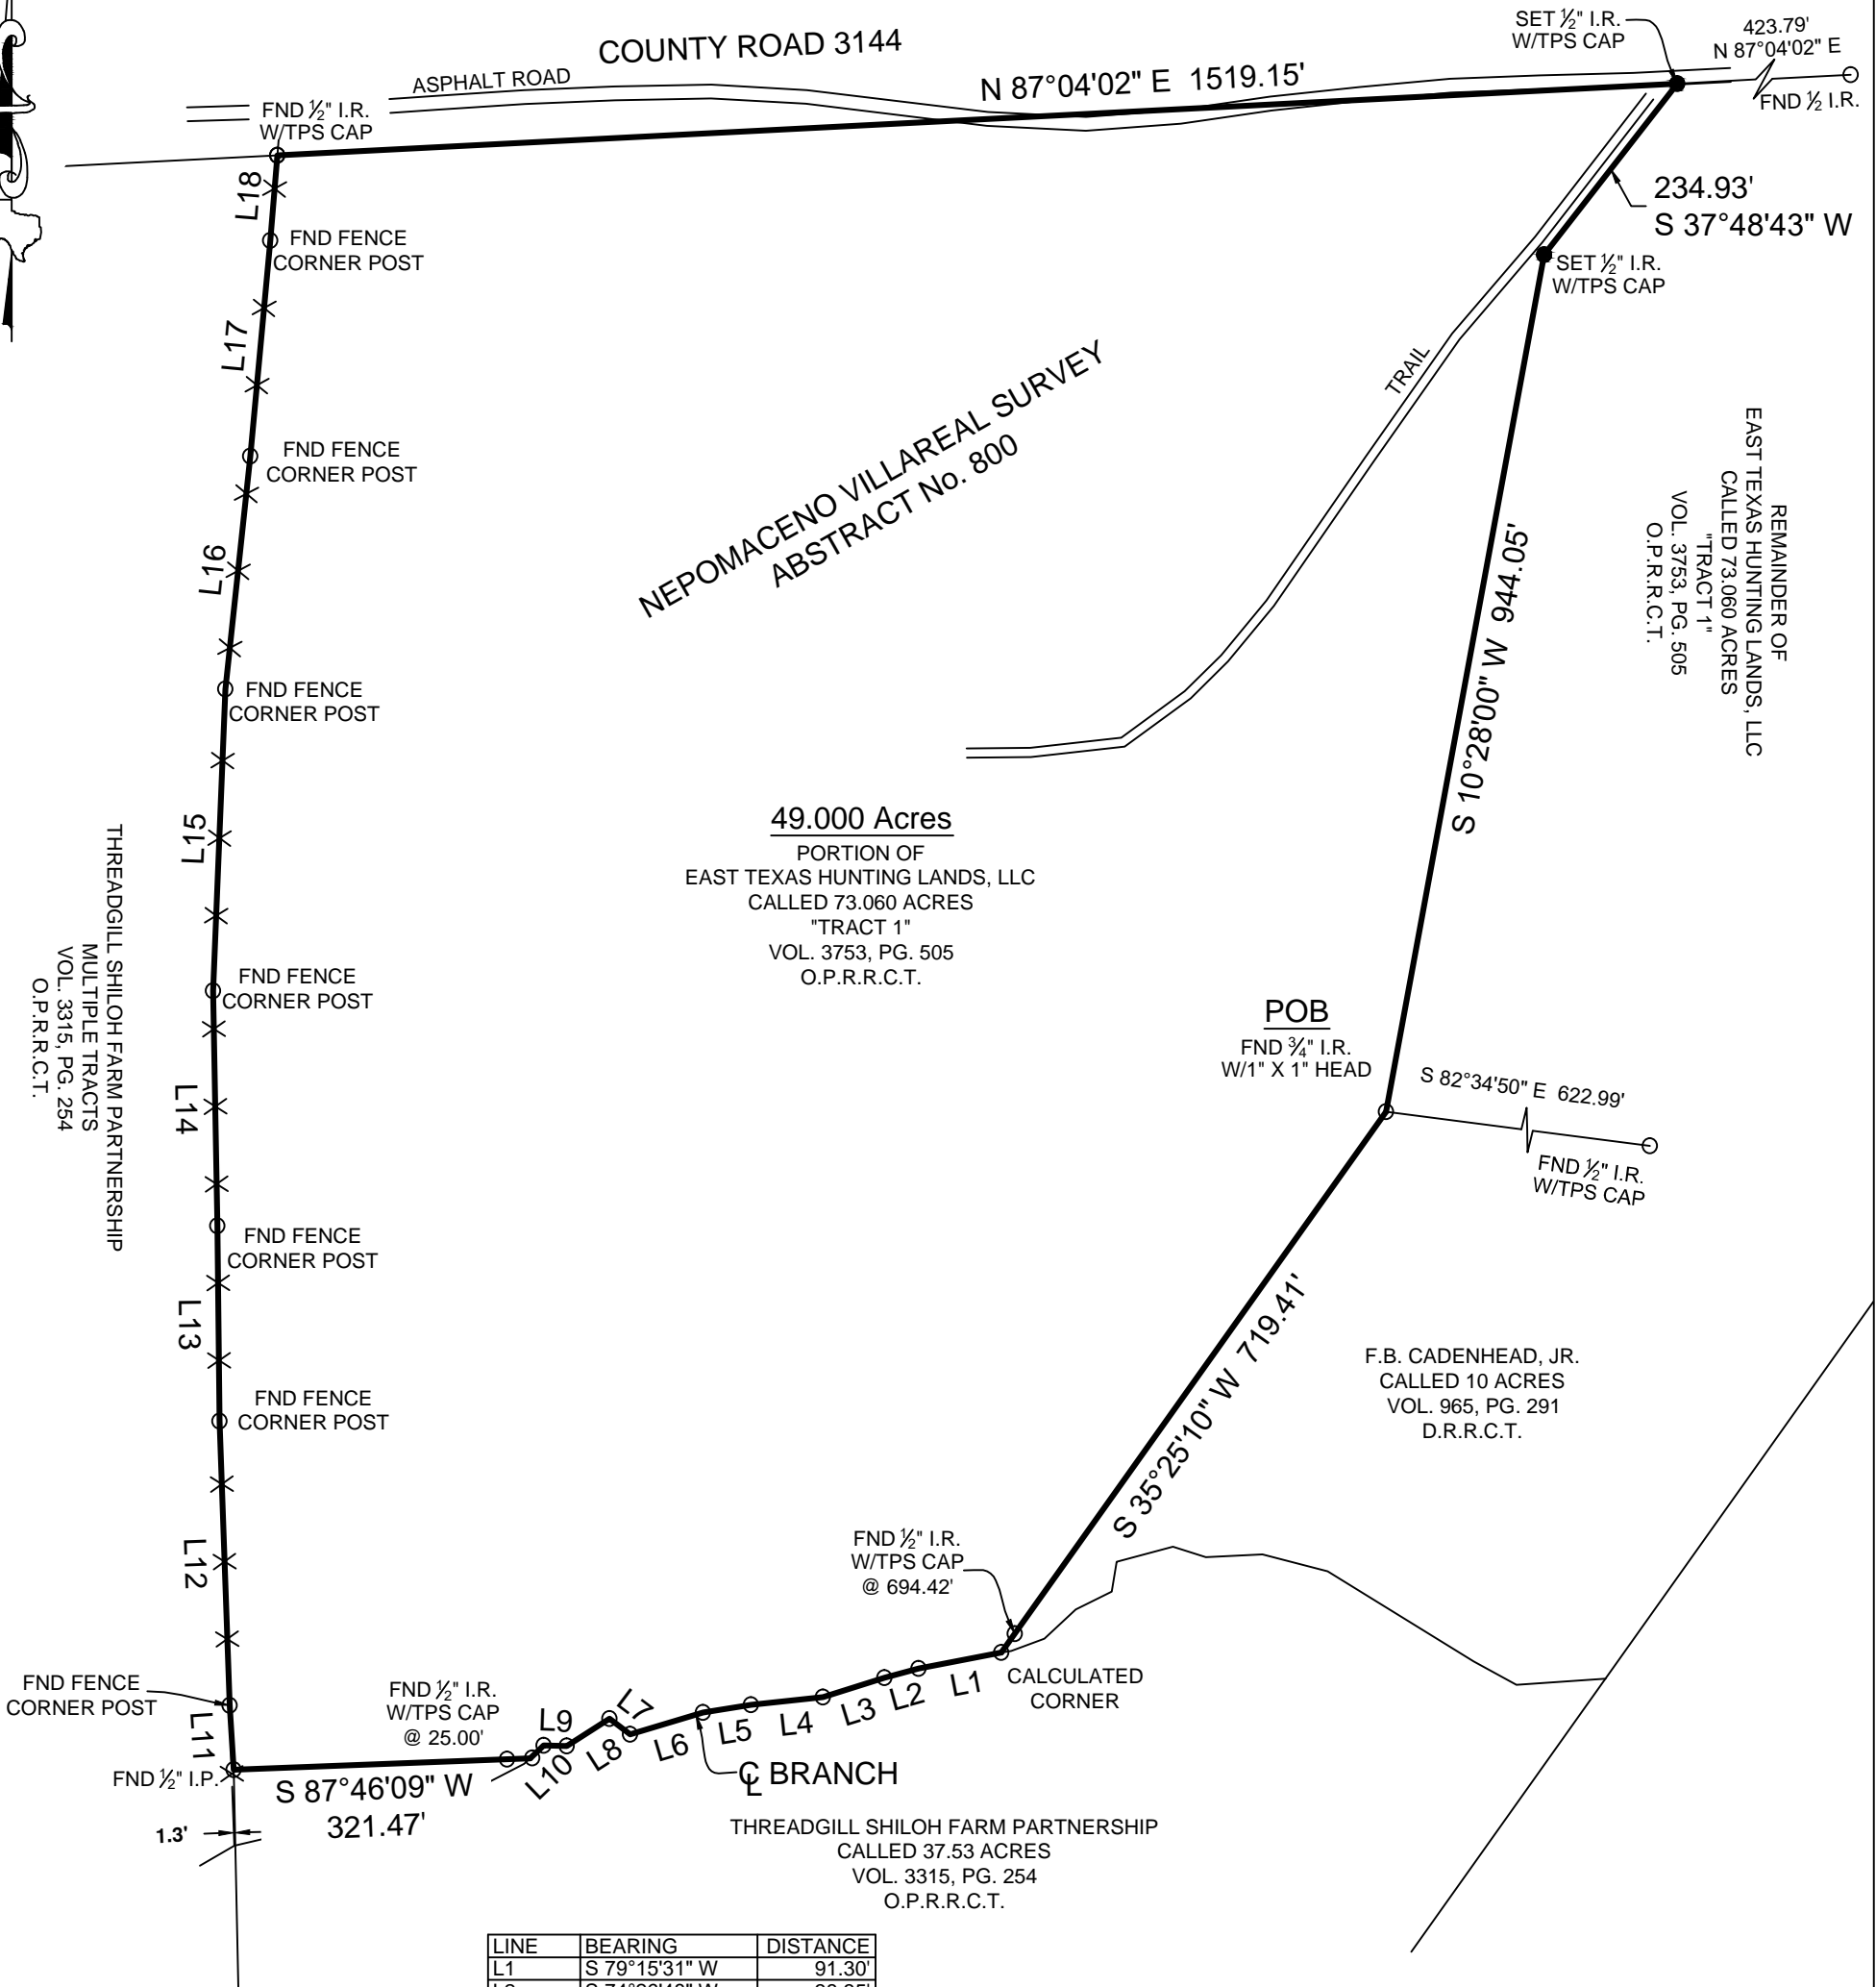 COUNTY ROAD 3144
ASPHALT ROAD
N 87°04'02" E 1519.15'
SET ½" I.R.
W/TPS CAP
423.79'
N 87°04'02" E
FND ½ I.R.
FND ½" I.R.
W/TPS CAP
234.93'
S 37°48'43" W
SET ½" I.R.
W/TPS CAP
L18
FND FENCE
CORNER POST
L17
TRAIL
NEPOMACENO VILLAREAL SURVEY
ABSTRACT No. 800
REMAINDER OF
EAST TEXAS HUNTING LANDS, LLC
CALLED 73.060 ACRES
"TRACT 1"
VOL. 3753, PG. 505
O.P.R.R.C.T.
FND FENCE
CORNER POST
L16
S 10°28'00" W 944.05'
FND FENCE
CORNER POST
L15
49.000 Acres
PORTION OF
EAST TEXAS HUNTING LANDS, LLC
CALLED 73.060 ACRES
"TRACT 1"
VOL. 3753, PG. 505
O.P.R.R.C.T.
THREADGILL SHILOH FARM PARTNERSHIP
MULTIPLE TRACTS
VOL. 3315, PG. 254
O.P.R.R.C.T.
FND FENCE
CORNER POST
POB
FND ¾" I.R.
W/1" X 1" HEAD
S 82°34'50" E 622.99'
FND ½" I.R.
W/TPS CAP
L14
FND FENCE
CORNER POST
L13
S 35°25'10" W 719.41'
F.B. CADENHEAD, JR.
CALLED 10 ACRES
VOL. 965, PG. 291
D.R.R.C.T.
FND FENCE
CORNER POST
L12
FND ½" I.R.
W/TPS CAP
@ 694.42'
FND FENCE
CORNER POST
L11
FND ½" I.R.
W/TPS CAP
@ 25.00'
L9
L7
L10
L8
L6
L5
L4
L3
L2
L1
CALCULATED
CORNER
℄ BRANCH
FND ½" I.P.
S 87°46'09" W
321.47'
1.3'
THREADGILL SHILOH FARM PARTNERSHIP
CALLED 37.53 ACRES
VOL. 3315, PG. 254
O.P.R.R.C.T.
LINE BEARING DISTANCE
L1 S 79°15'31" W 91.30'